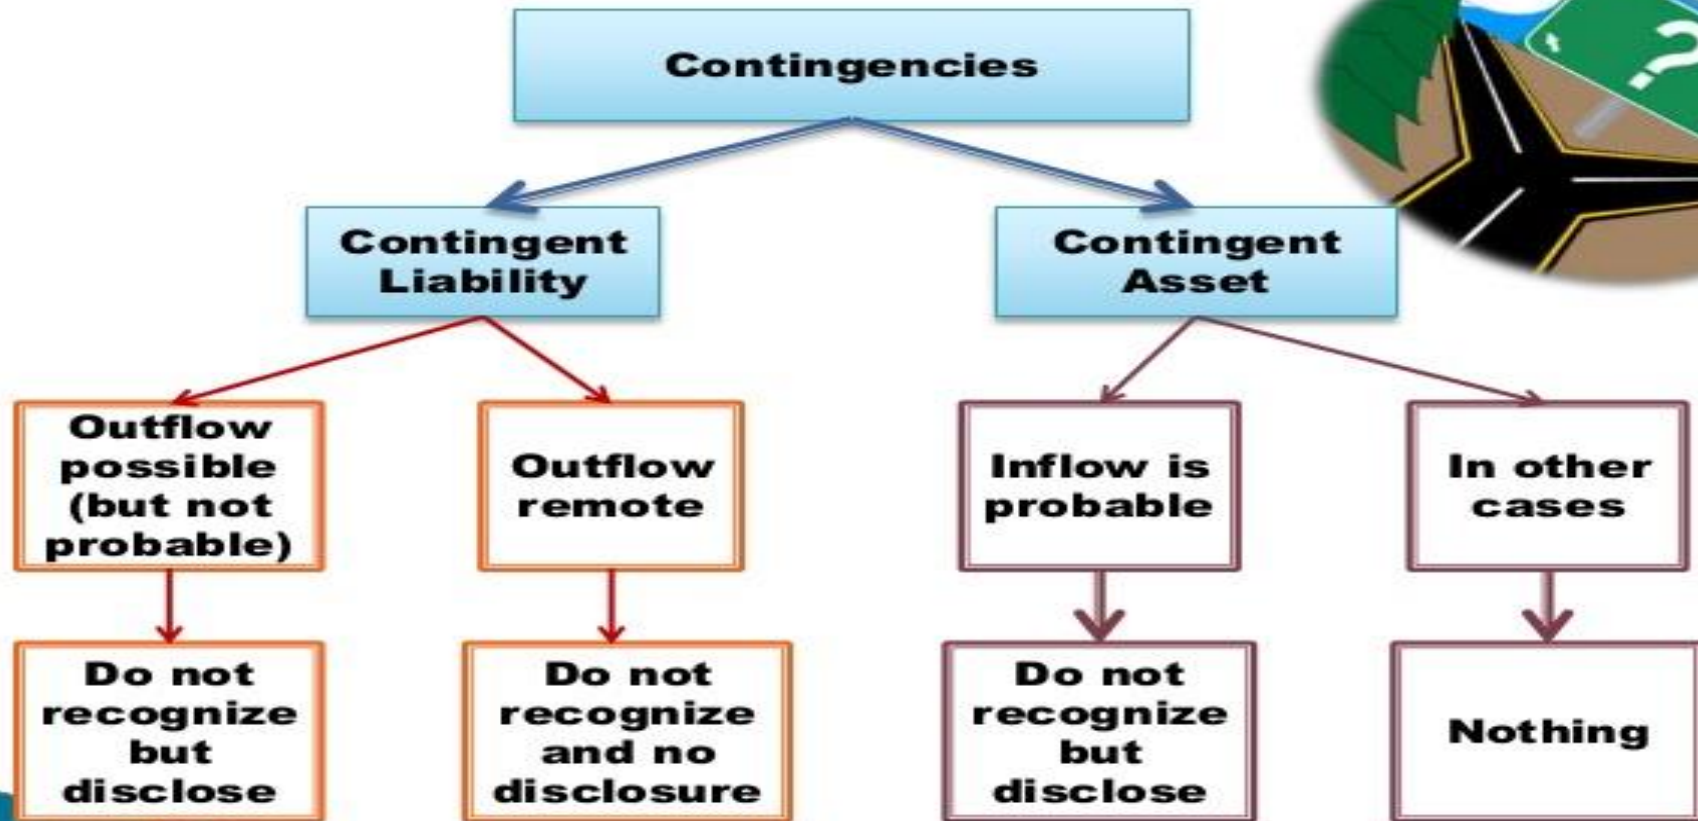 Contingencies
?
Contingent
Liability
Contingent
Asset
Outflow
possible
(but not
probable)
Outflow
remote
Inflow is
probable
In other
cases
Do not
recognize
but
disclose
Do not
recognize
and no
disclosure
Do not
recognize
but
disclose
Nothing